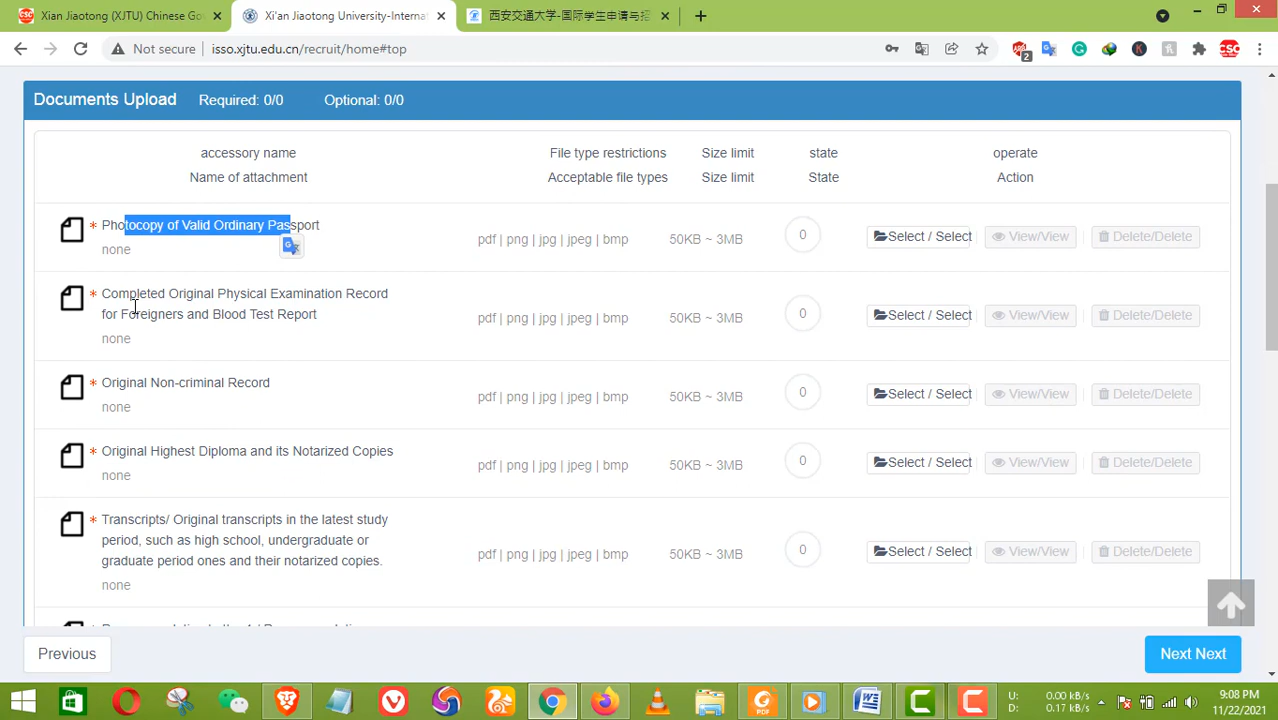 Xian Jiaotong (XJTU) Chinese Gov
Xi'an Jiaotong University-Interna
西安交通大学-国际学生申请与招
Not secure
isso.xjtu.edu.cn/recruit/home#top
2
Documents Upload Required: 0/0 Optional: 0/0
accessory name File type restrictions Size limit state operate
Name of attachment Acceptable file types Size limit State Action
* Photocopy of Valid Ordinary Passport
none
pdf | png | jpg | jpeg | bmp 50KB ~ 3MB 0 Select / Select View/View Delete/Delete
* Completed Original Physical Examination Record
for Foreigners and Blood Test Report
none
pdf | png | jpg | jpeg | bmp 50KB ~ 3MB 0 Select / Select View/View Delete/Delete
* Original Non-criminal Record
none
pdf | png | jpg | jpeg | bmp 50KB ~ 3MB 0 Select / Select View/View Delete/Delete
* Original Highest Diploma and its Notarized Copies
none
pdf | png | jpg | jpeg | bmp 50KB ~ 3MB 0 Select / Select View/View Delete/Delete
* Transcripts/ Original transcripts in the latest study
period, such as high school, undergraduate or
graduate period ones and their notarized copies.
none
pdf | png | jpg | jpeg | bmp 50KB ~ 3MB 0 Select / Select View/View Delete/Delete
Previous
Next Next
U: 0.00 kB/s
D: 0.17 kB/s
9:08 PM
11/22/2021